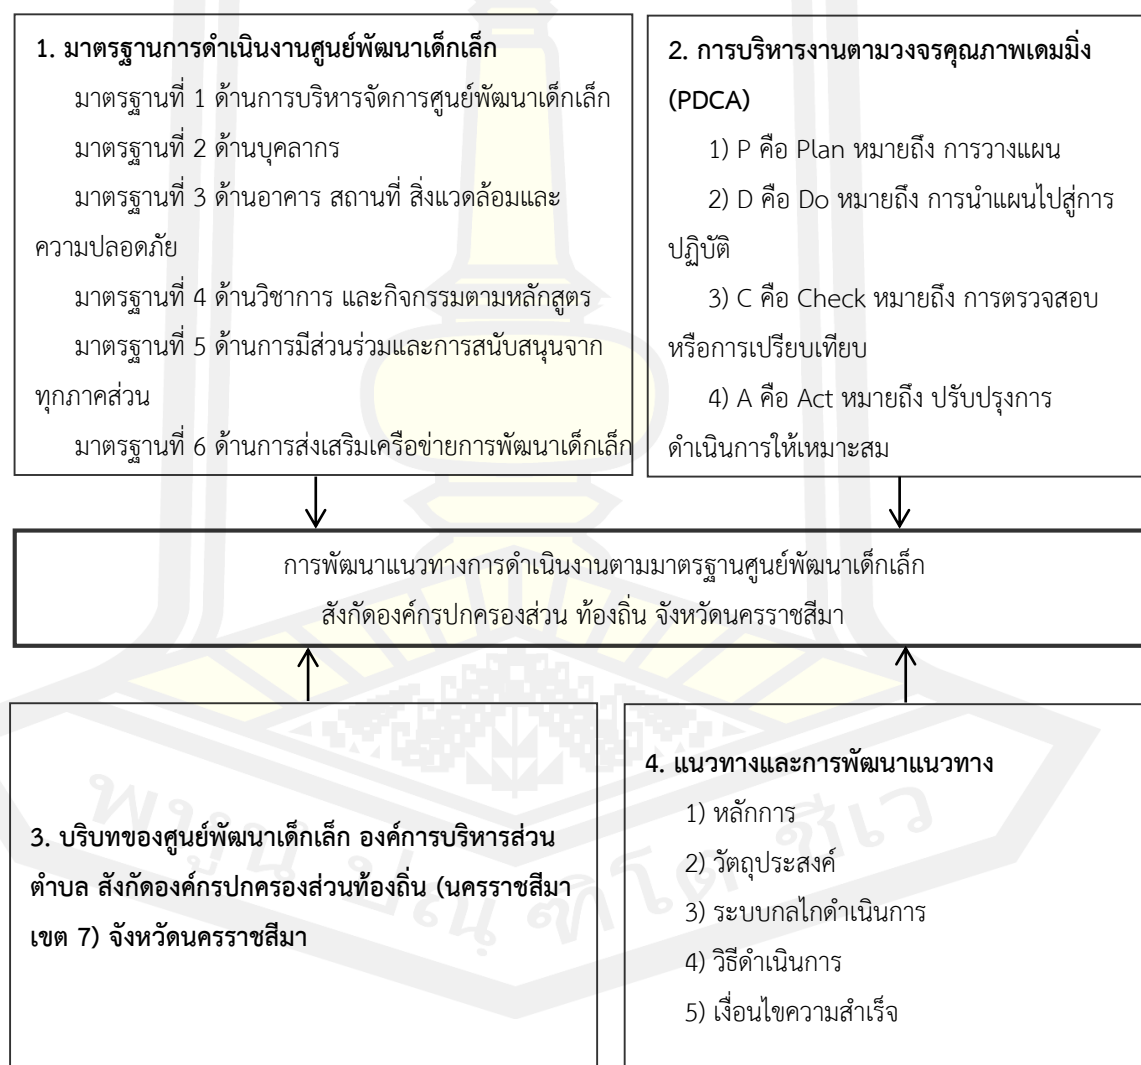 1. มาตรฐานการดำเนินงานศูนย์พัฒนาเด็กเล็ก
มาตรฐานที่ 1 ด้านการบริหารจัดการศูนย์พัฒนาเด็กเล็ก
มาตรฐานที่ 2 ด้านบุคลากร
มาตรฐานที่ 3 ด้านอาคาร สถานที่ สิ่งแวดล้อมและ
ความปลอดภัย
มาตรฐานที่ 4 ด้านวิชาการ และกิจกรรมตามหลักสูตร
มาตรฐานที่ 5 ด้านการมีส่วนร่วมและการสนับสนุนจาก
ทุกภาคส่วน
มาตรฐานที่ 6 ด้านการส่งเสริมเครือข่ายการพัฒนาเด็กเล็ก
2. การบริหารงานตามวงจรคุณภาพเดมมิ่ง
(PDCA)
1) P คือ Plan หมายถึง การวางแผน
2) D คือ Do หมายถึง การนำแผนไปสู่การ
ปฏิบัติ
3) C คือ Check หมายถึง การตรวจสอบ
หรือการเปรียบเทียบ
4) A คือ Act หมายถึง ปรับปรุงการ
ดำเนินการให้เหมาะสม
การพัฒนาแนวทางการดำเนินงานตามมาตรฐานศูนย์พัฒนาเด็กเล็ก
สังกัดองค์กรปกครองส่วน ท้องถิ่น จังหวัดนครราชสีมา
3. บริบทของศูนย์พัฒนาเด็กเล็ก องค์การบริหารส่วน
ตำบล สังกัดองค์กรปกครองส่วนท้องถิ่น (นครราชสีมา
เขต 7) จังหวัดนครราชสีมา
4. แนวทางและการพัฒนาแนวทาง
1) หลักการ
2) วัตถุประสงค์
3) ระบบกลไกดำเนินการ
4) วิธีดำเนินการ
5) เงื่อนไขความสำเร็จ
พหูน ปณฺ ฑิโต ชีเว